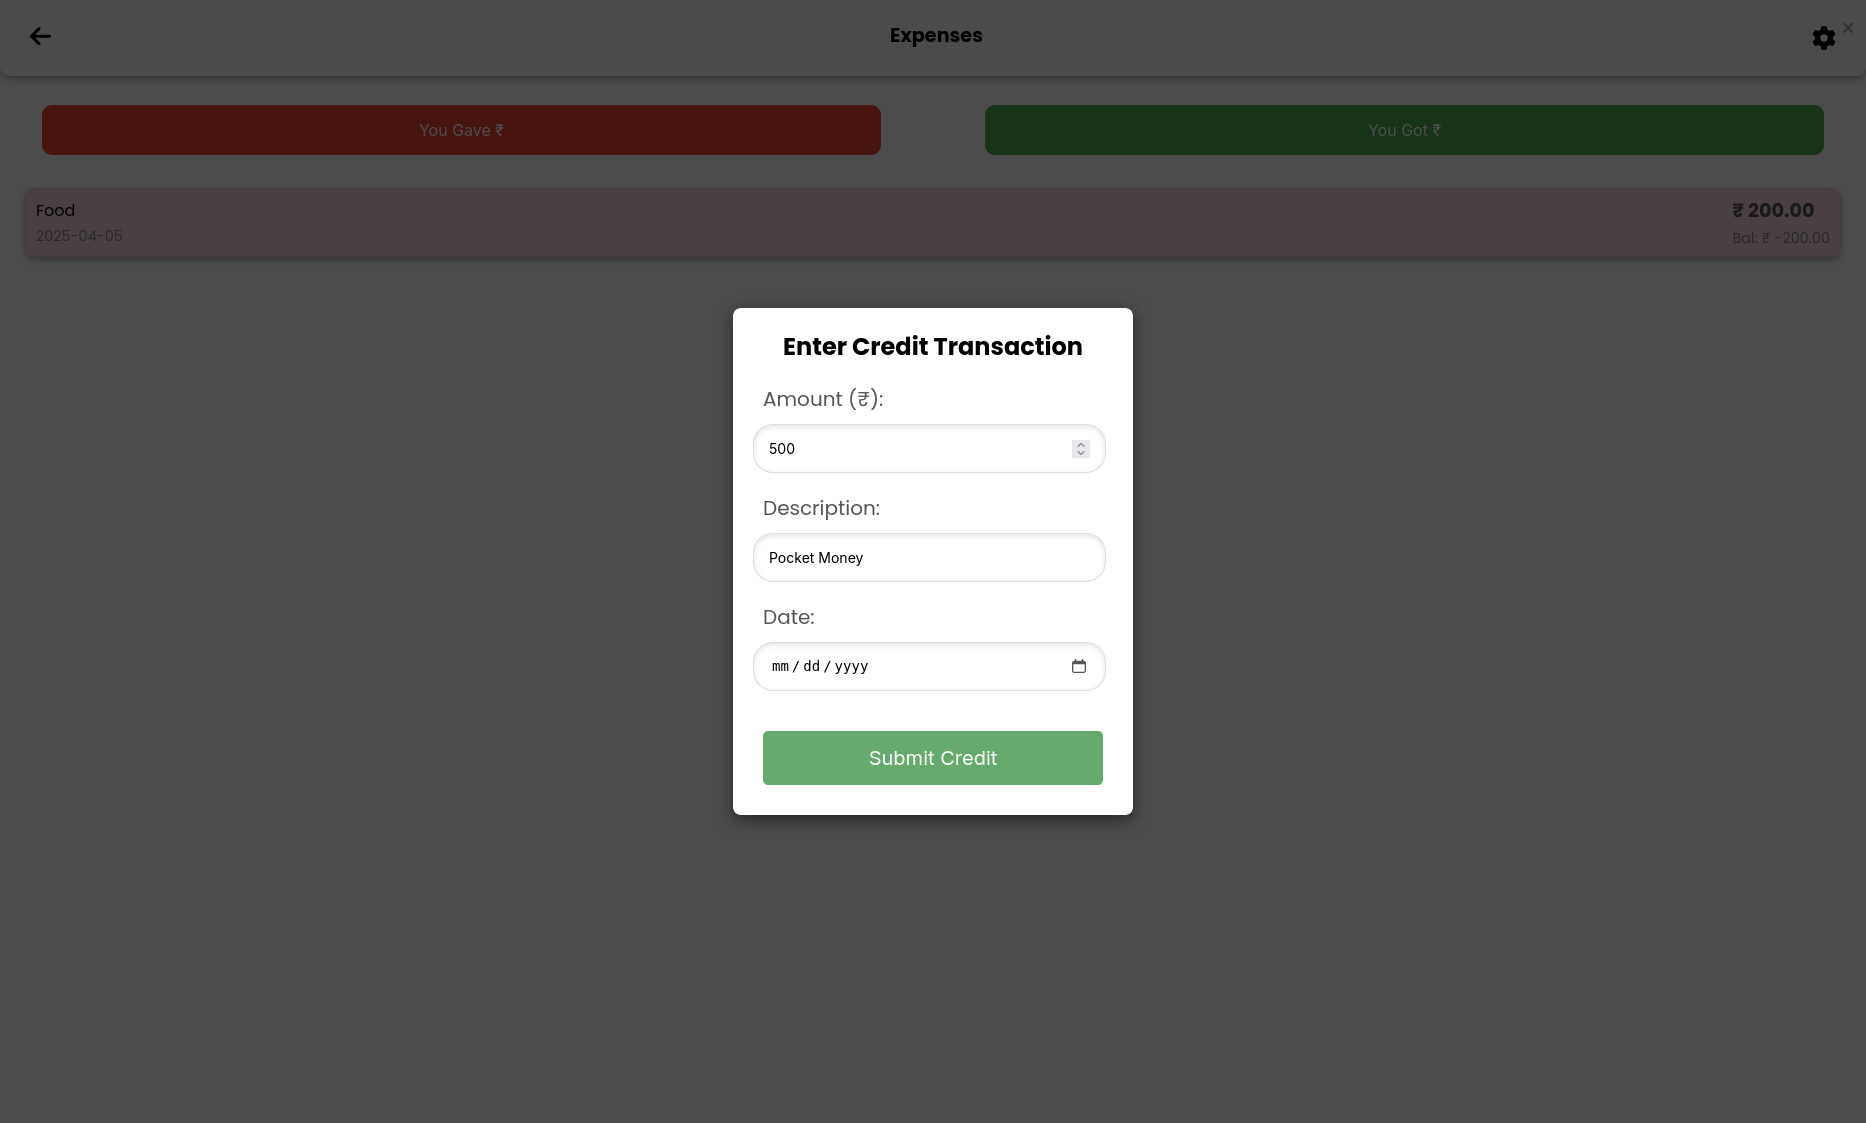 Expenses
×
You Gave ₹
You Got ₹
Food
₹ 200.00
2025-04-05
Bal: ₹ -200.00
Enter Credit Transaction
Amount (₹):
500
Description:
Pocket Money
Date:
mm/dd/yyyy
Submit Credit